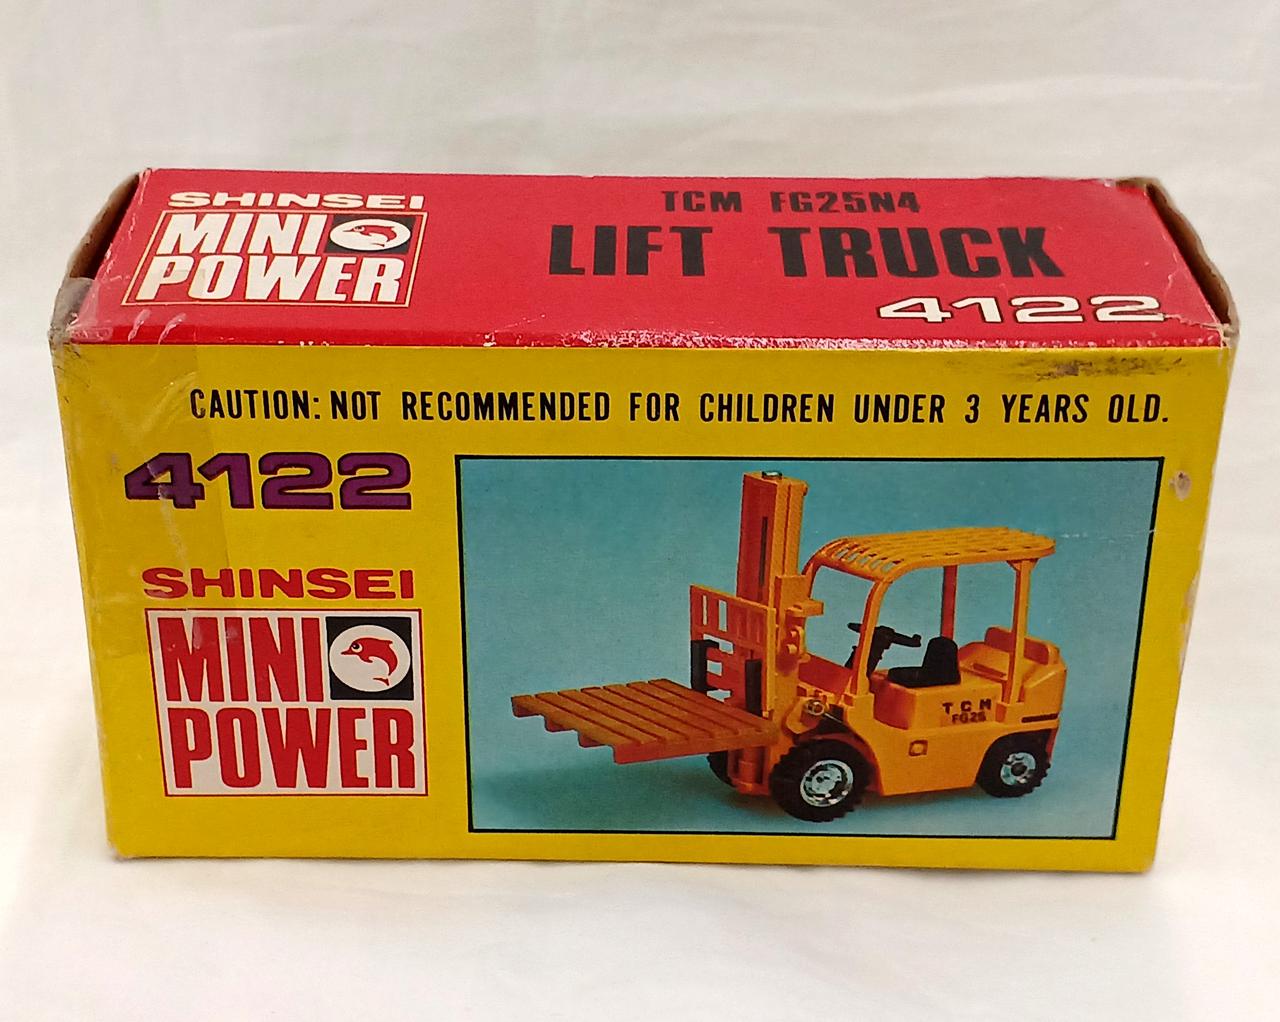 SHINSEI
MINI
POWER
TCM FG25N4
LIFT TRUCK
4122
CAUTION: NOT RECOMMENDED FOR CHILDREN UNDER 3 YEARS OLD.
4122
SHINSEI
MINI
POWER
TCM
FG25